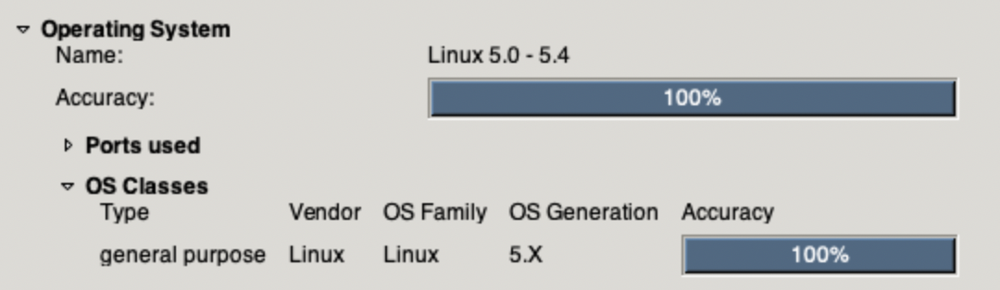 Operating System
Name: Linux 5.0 - 5.4
Accuracy: 100%
Ports used
OS Classes
Type Vendor OS Family OS Generation Accuracy
general purpose Linux Linux 5.X 100%